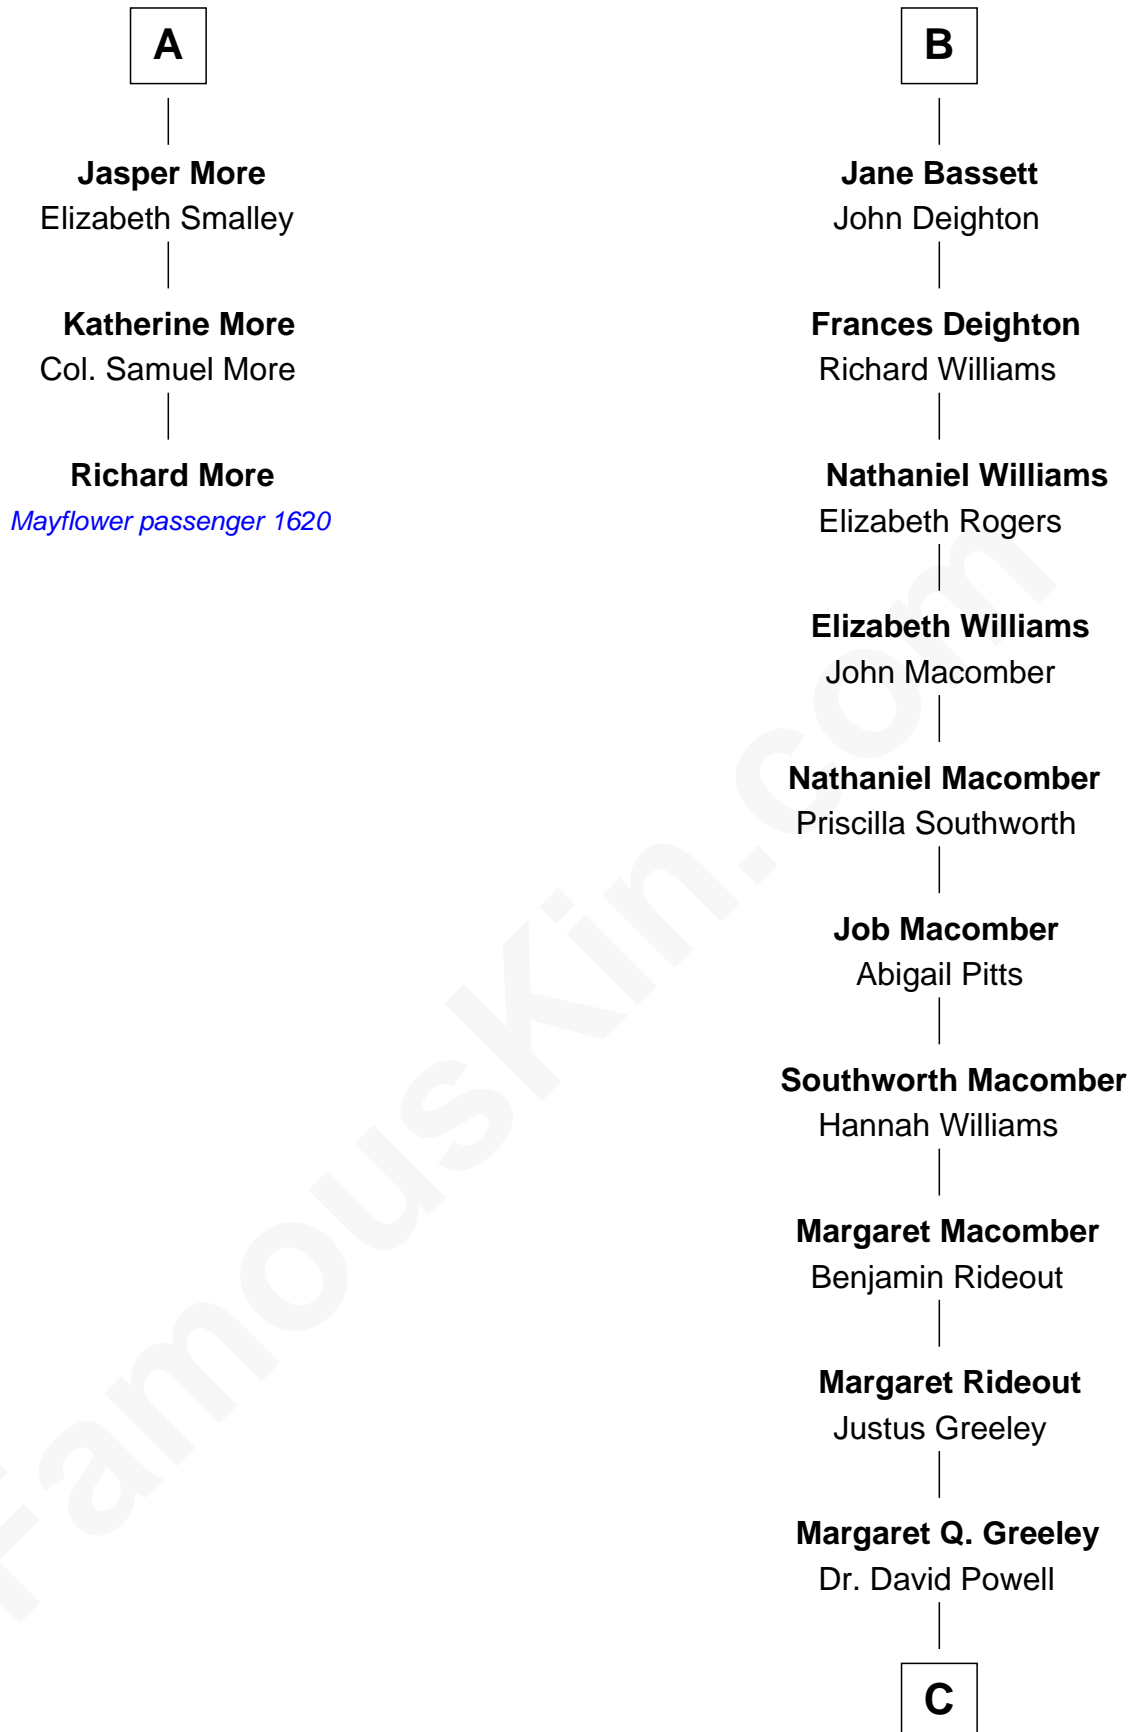 A
Jasper More
Elizabeth Smalley
Katherine More
Col. Samuel More
Richard More
Mayflower passenger 1620
B
Jane Bassett
John Deighton
Frances Deighton
Richard Williams
Nathaniel Williams
Elizabeth Rogers
Elizabeth Williams
John Macomber
Nathaniel Macomber
Priscilla Southworth
Job Macomber
Abigail Pitts
Southworth Macomber
Hannah Williams
Margaret Macomber
Benjamin Rideout
Margaret Rideout
Justus Greeley
Margaret Q. Greeley
Dr. David Powell
C
FamousKin.com